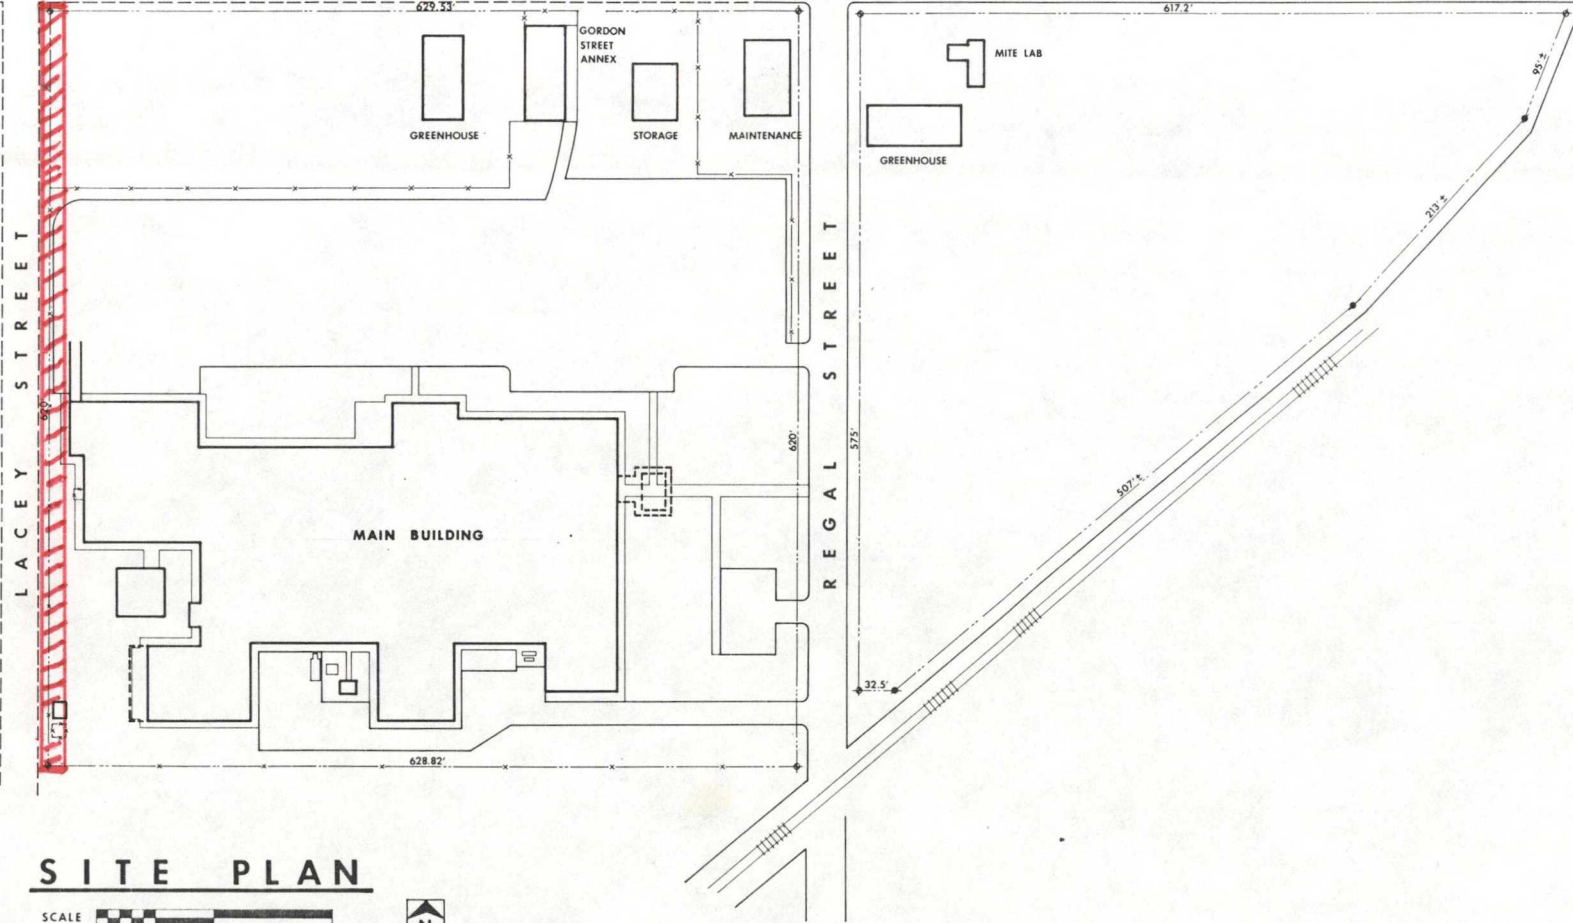 629.53'
617.2'
GORDON
STREET
ANNEX
MITE LAB
95'±
GREENHOUSE
STORAGE
MAINTENANCE
GREENHOUSE
213'±
LACEY STREET
REGAL STREET
620'
620'
575'
507'±
MAIN BUILDING
32.5'
628.82'
SITE PLAN
SCALE
N